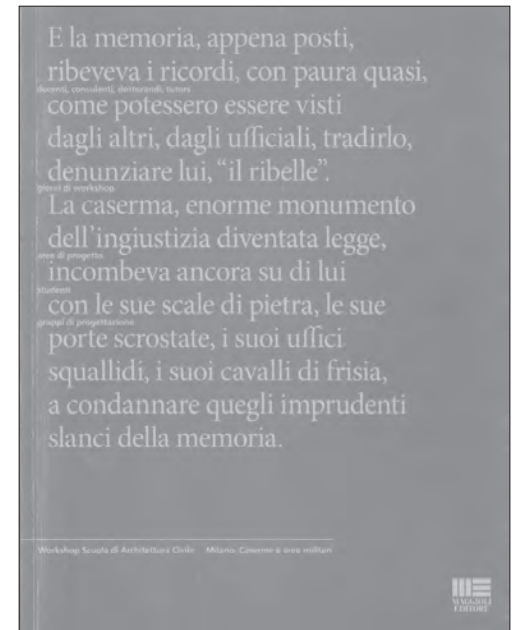 E la memoria, appena posti,
ribeveva i ricordi, con paura quasi,
docenti, consulenti, dottorandi, tutors
come potessero essere visti
dagli altri, dagli ufficiali, tradirlo,
denunziare lui, “il ribelle”.
giorni di workshop
La caserma, enorme monumento
dell'ingiustizia diventata legge,
aree di progetto
incombeva ancora su di lui
studenti
con le sue scale di pietra, le sue
gruppi di progettazione
porte scrostate, i suoi uffici
squallidi, i suoi cavalli di frisia,
a condannare quegli imprudenti
slanci della memoria.
Workshop Scuola di Architettura Civile Milano. Caserme e aree militari
MAGGIOLI
EDITORE